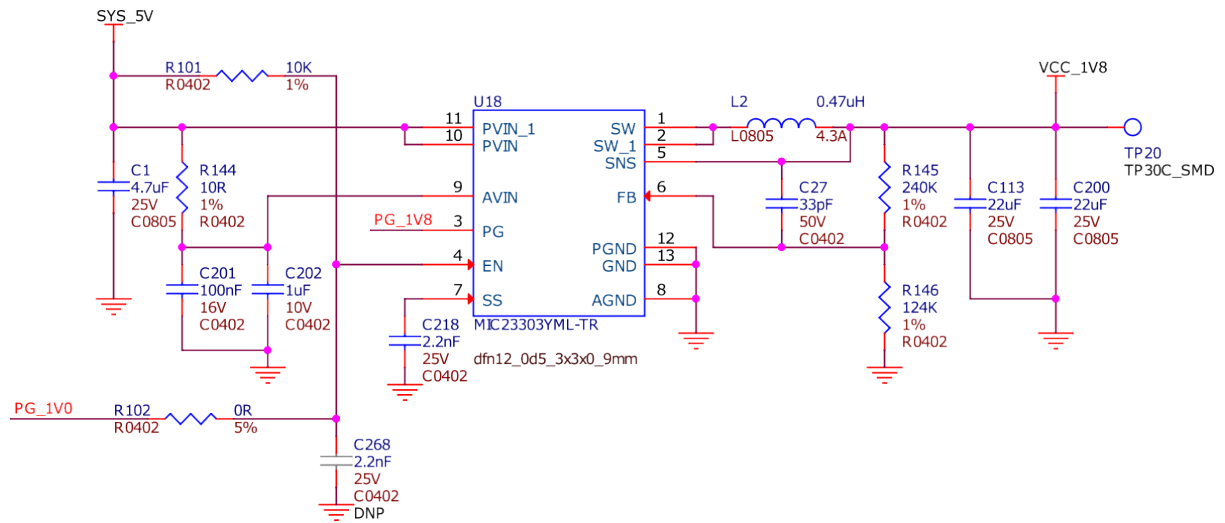 SYS_5V
R101 10K
R0402 1%
VCC_1V8
U18
L2 0.47uH
L0805 4.3A
11 PVIN_1 SW 1
10 PVIN SW_1 2
SNS 5
TP20
TP30C_SMD
C1
4.7uF
25V
C0805
R144
10R
1%
R0402
9 AVIN FB 6
C27
33pF
50V
C0402
R145
240K
1%
R0402
C113
22uF
25V
C0805
C200
22uF
25V
C0805
PG_1V8
3 PG
PGND 12
4 EN GND 13
7 SS AGND 8
C201
100nF
16V
C0402
C202
1uF
10V
C0402
R146
124K
1%
R0402
C218
2.2nF
25V
C0402
MIC23303YML-TR
dfn12_0d5_3x3x0_9mm
PG_1V0
R102 0R
R0402 5%
C268
2.2nF
25V
C0402
DNP